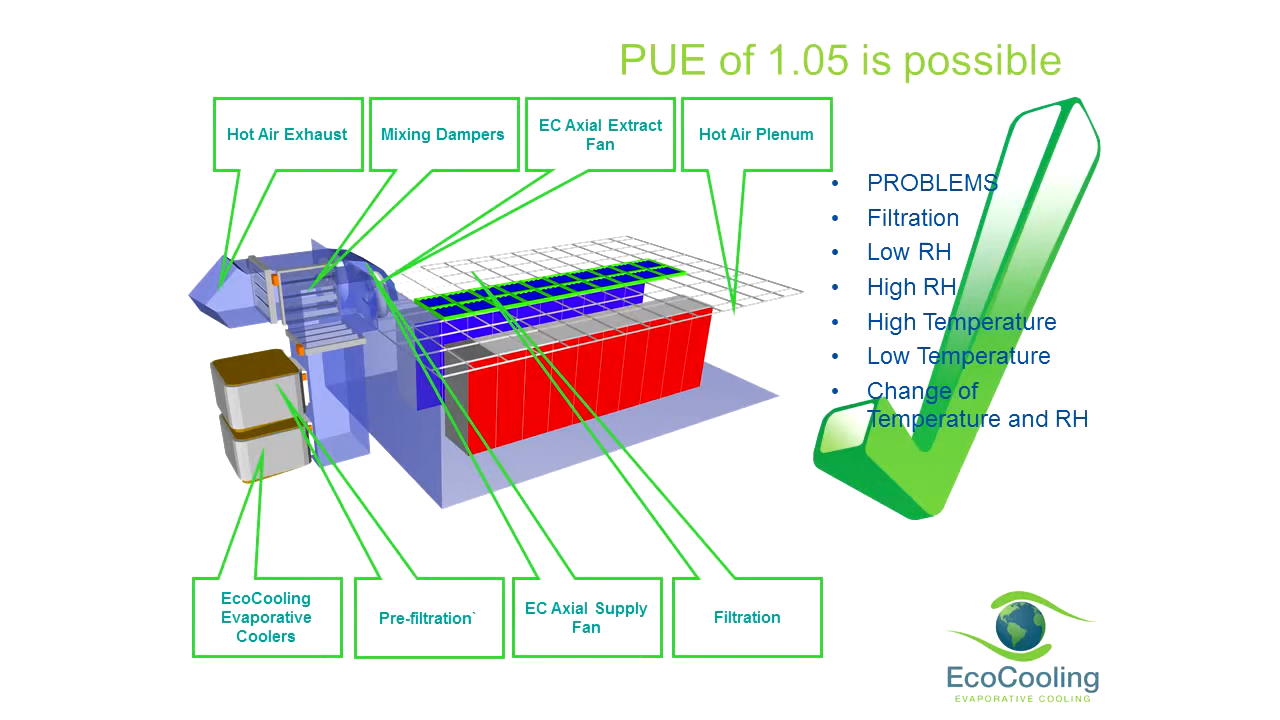 PUE of 1.05 is possible
Hot Air Exhaust
Mixing Dampers
EC Axial Extract
Fan
Hot Air Plenum
• PROBLEMS
• Filtration
• Low RH
• High RH
• High Temperature
• Low Temperature
• Change of
Temperature and RH
EcoCooling
Evaporative
Coolers
Pre-filtration`
EC Axial Supply
Fan
Filtration
EcoCooling
EVAPORATIVE COOLING